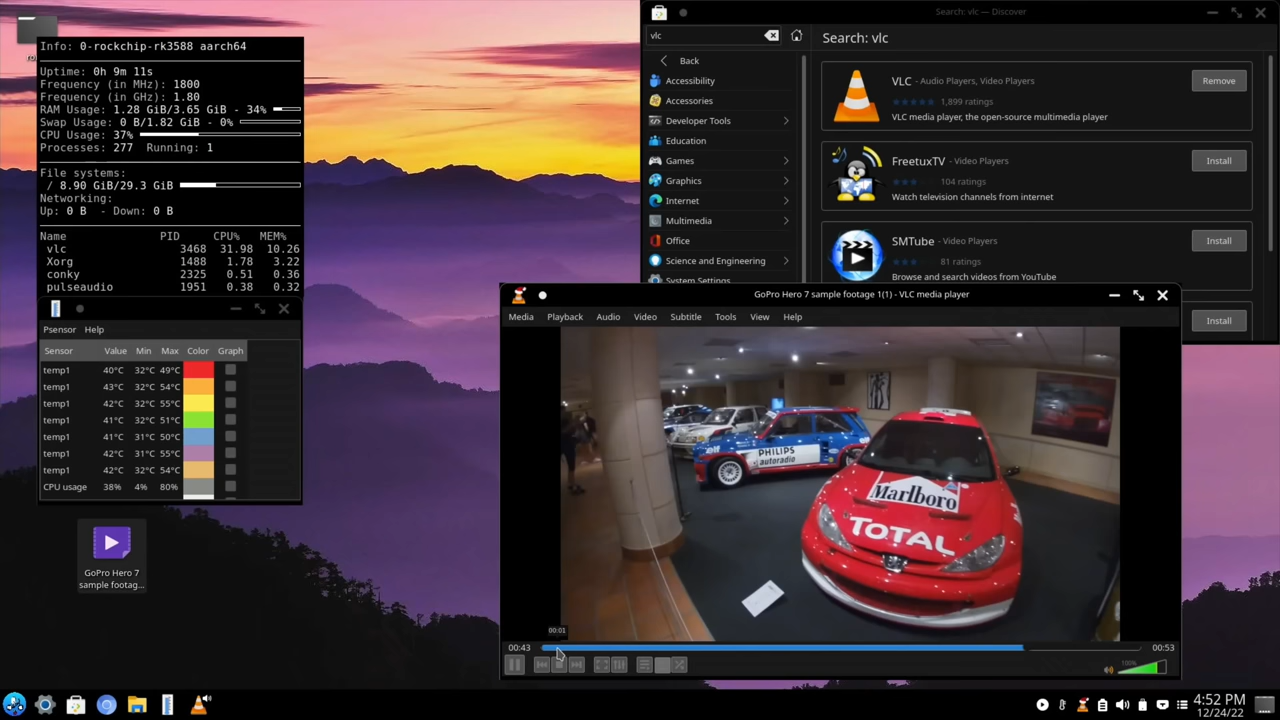 Info: 0-rockchip-rk3588 aarch64
Uptime: 0h 9m 11s
Frequency (in MHz): 1800
Frequency (in GHz): 1.80
RAM Usage: 1.28 GiB/3.65 GiB - 34%
Swap Usage: 0 B/1.82 GiB - 0%
CPU Usage: 37%
Processes: 277 Running: 1
File systems:
/ 8.90 GiB/29.3 GiB
Networking:
Up: 0 B - Down: 0 B
Name PID CPU% MEM%
vlc 3468 31.98 10.26
Xorg 1488 1.78 3.22
conky 2325 0.51 0.36
pulseaudio 1951 0.38 0.32
Psensor Help
Sensor Value Min Max Color Graph
temp1 40°C 32°C 49°C
temp1 43°C 32°C 54°C
temp1 42°C 32°C 55°C
temp1 41°C 32°C 51°C
temp1 41°C 31°C 50°C
temp1 42°C 31°C 55°C
temp1 42°C 32°C 54°C
CPU usage 38% 4% 80%
GoPro Hero 7
sample footag...
Search: vlc — Discover
vlc
Search: vlc
Back
Accessibility
Accessories
Developer Tools
Education
Games
Graphics
Internet
Multimedia
Office
Science and Engineering
System Settings
VLC - Audio Players, Video Players
1,899 ratings
VLC media player, the open-source multimedia player
Remove
FreetuxTV - Video Players
104 ratings
Watch television channels from internet
Install
SMTube - Video Players
81 ratings
Browse and search videos from YouTube
Install
Install
GoPro Hero 7 sample footage 1(1) - VLC media player
Media Playback Audio Video Subtitle Tools View Help
PHILIPS
autoradio
Marlboro
TOTAL
00:01
00:43
00:53
100%
4:52 PM
12/24/22